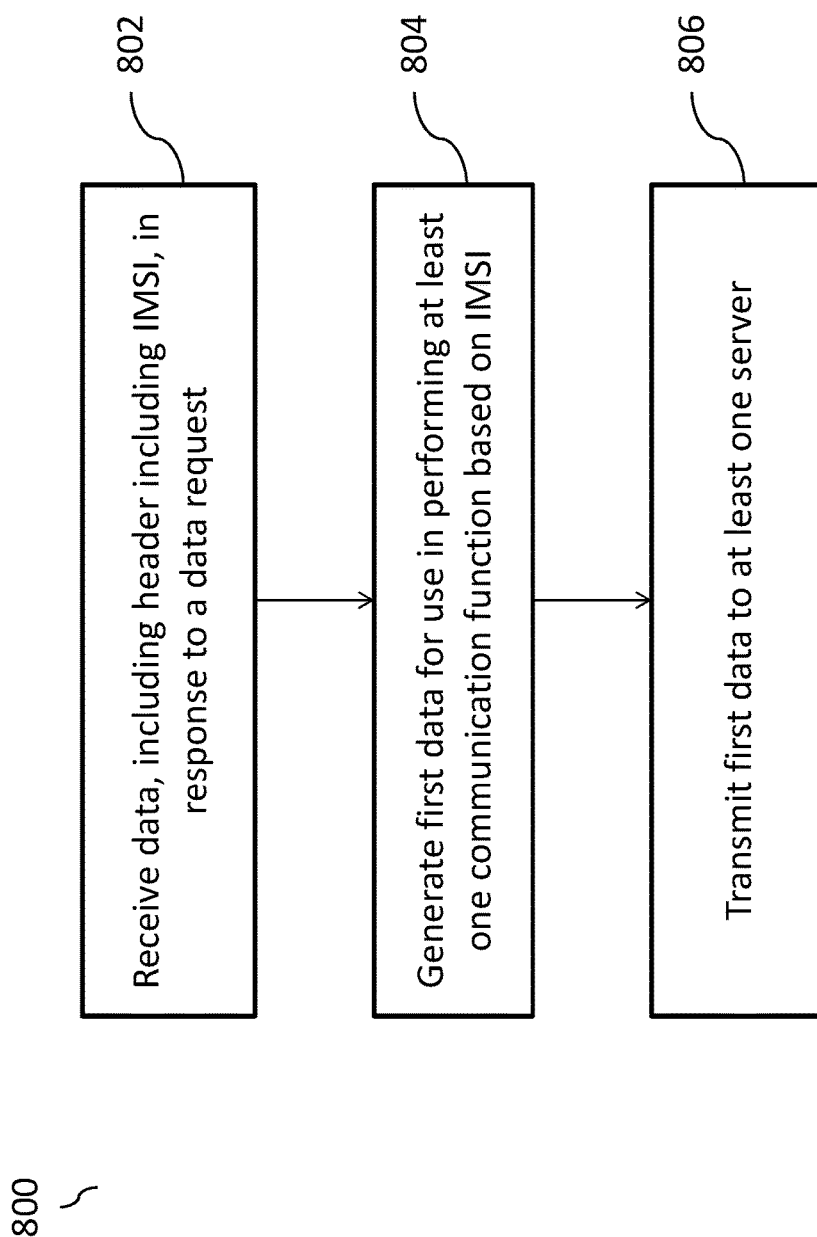 800
Receive data, including header including IMSI, in
response to a data request
802
Generate first data for use in performing at least
one communication function based on IMSI
804
Transmit first data to at least one server
806